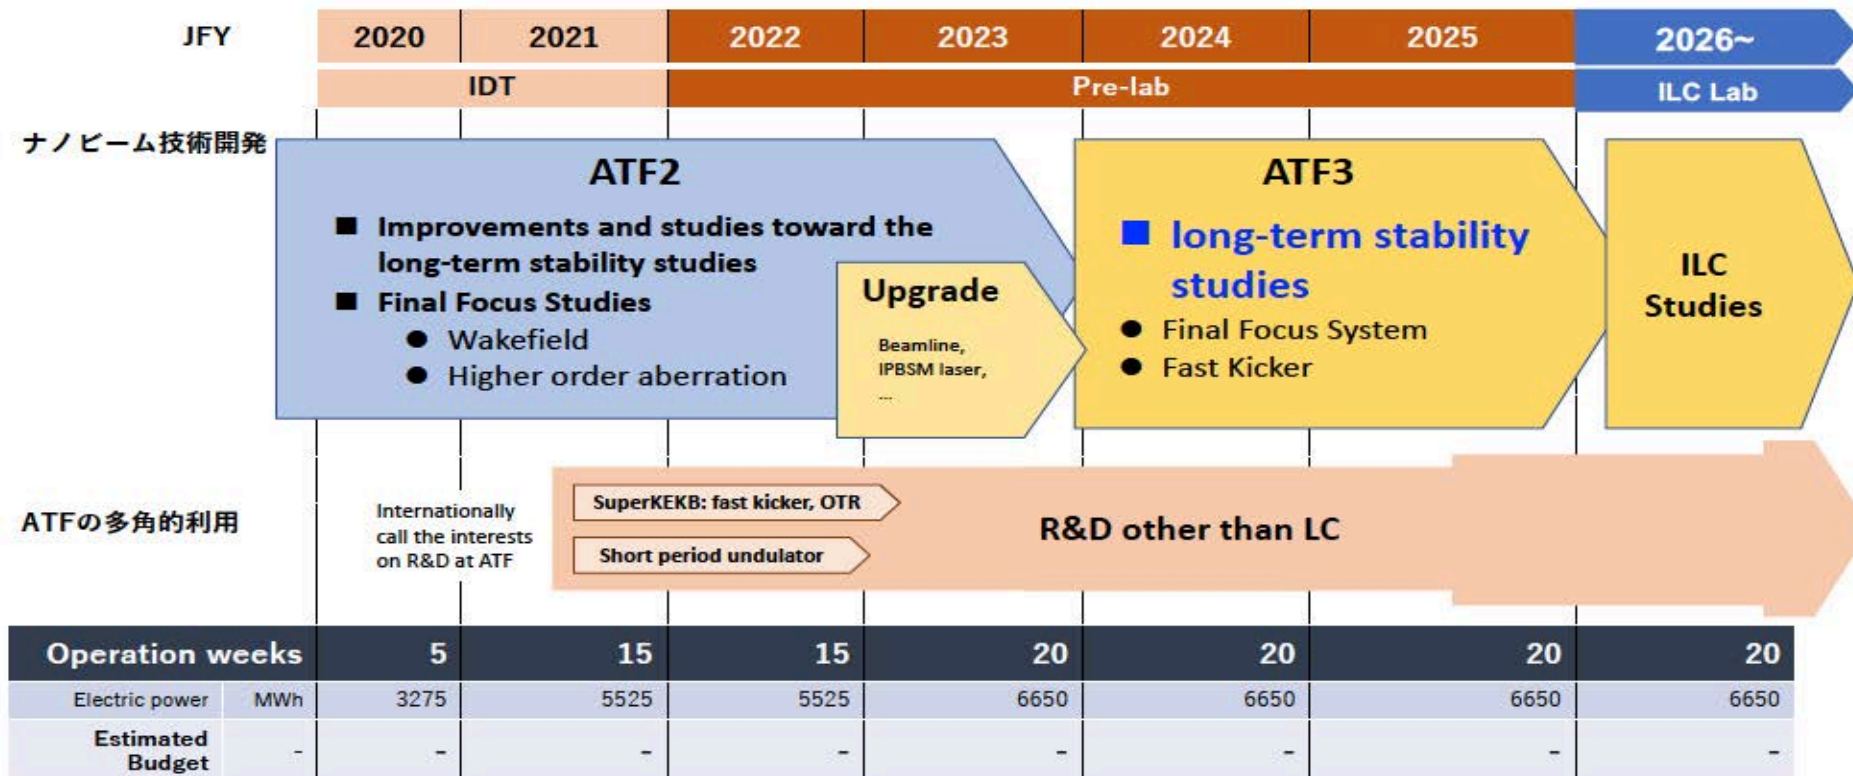 JFY 2020 2021 2022 2023 2024 2025 2026~
IDT Pre-lab ILC Lab
ナノビーム技術開発
ATF2
■ Improvements and studies toward the
long-term stability studies
■ Final Focus Studies
● Wakefield
● Higher order aberration
Upgrade
Beamline,
IPBSM laser,
...
ATF3
■ long-term stability
studies
● Final Focus System
● Fast Kicker
ILC
Studies
ATFの多角的利用
Internationally
call the interests
on R&D at ATF
SuperKEKB: fast kicker, OTR
Short period undulator
R&D other than LC
Operation weeks 5 15 15 20 20 20 20
Electric power MWh 3275 5525 5525 6650 6650 6650 6650
Estimated
Budget - - - - - - - -